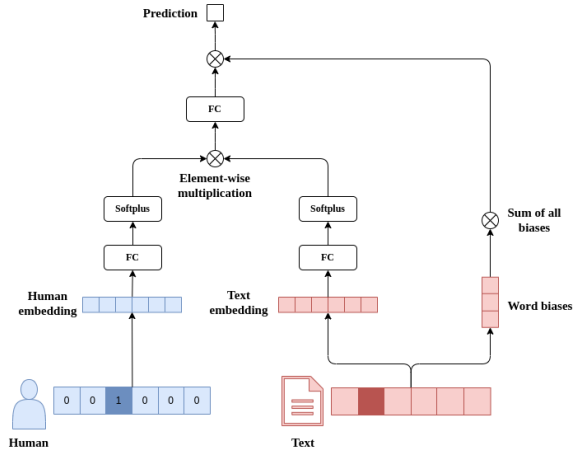 Prediction
FC
Element-wise
multiplication
Softplus
Softplus
Sum of all
biases
FC
FC
Human
embedding
Text
embedding
Word biases
0 0 1 0 0 0
Human
Text